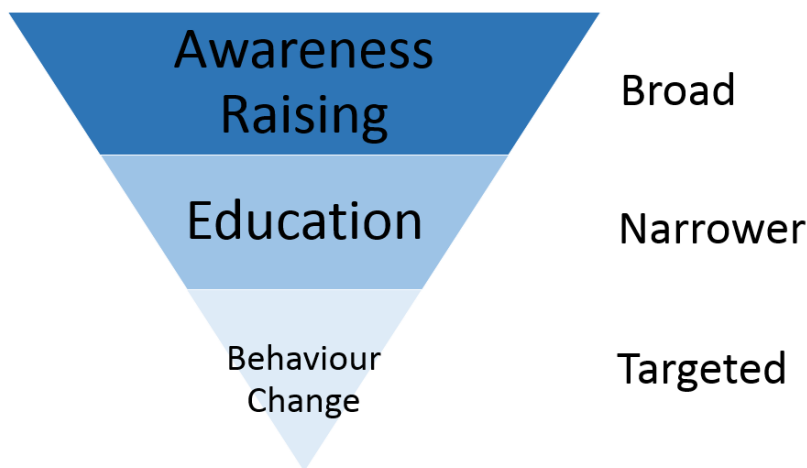 Awareness
Raising
Broad
Education
Narrower
Behaviour
Change
Targeted